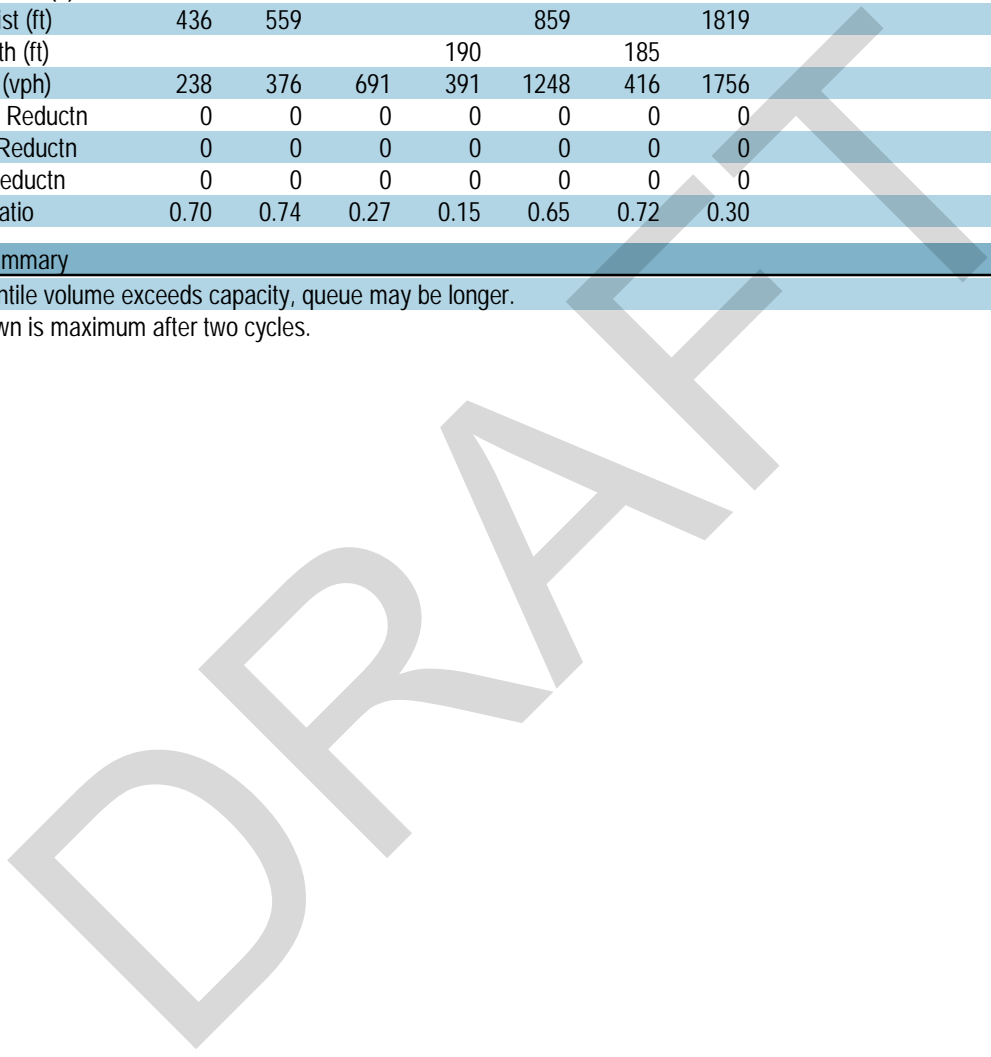 ist (ft) 436 559 859 1819
th (ft) 190 185
(vph) 238 376 691 391 1248 416 1756
Reductn 0 0 0 0 0 0 0
Reductn 0 0 0 0 0 0 0
eductn 0 0 0 0 0 0 0
atio 0.70 0.74 0.27 0.15 0.65 0.72 0.30
mmary
ntile volume exceeds capacity, queue may be longer.
wn is maximum after two cycles.
DRAFT